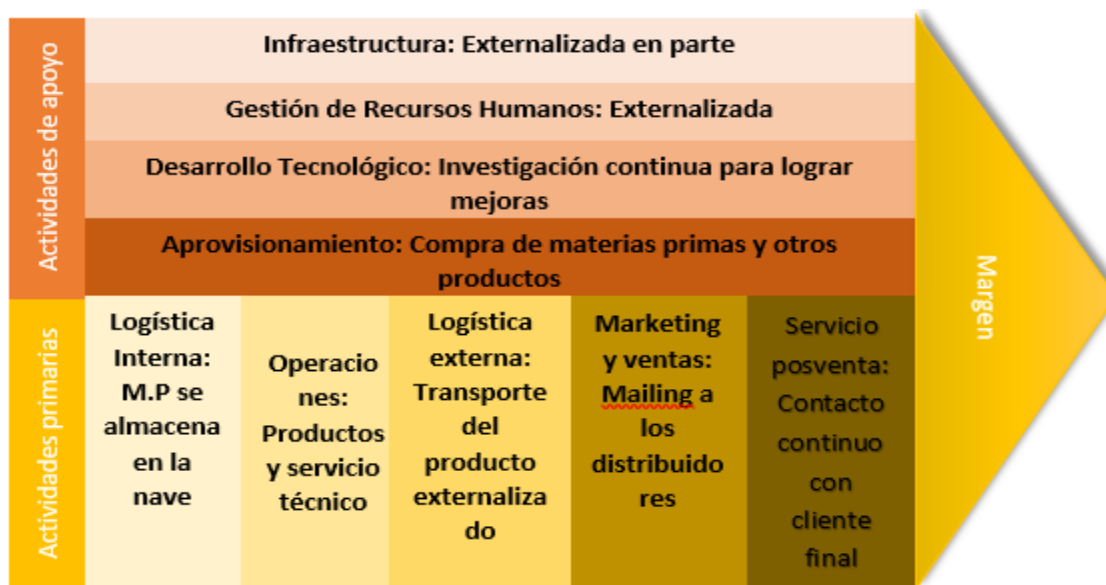 Actividades de apoyo
Infraestructura: Externalizada en parte
Gestión de Recursos Humanos: Externalizada
Desarrollo Tecnológico: Investigación continua para lograr
mejoras
Aprovisionamiento: Compra de materias primas y otros
productos
Actividades primarias
Logística
Interna:
M.P se
almacena
en la
nave
Operacio
nes:
Productos
y servicio
técnico
Logística
externa:
Transporte
del
producto
externaliza
do
Marketing
y ventas:
Mailing a
los
distribuido
res
Servicio
posventa:
Contacto
continuo
con
cliente
final
Margen